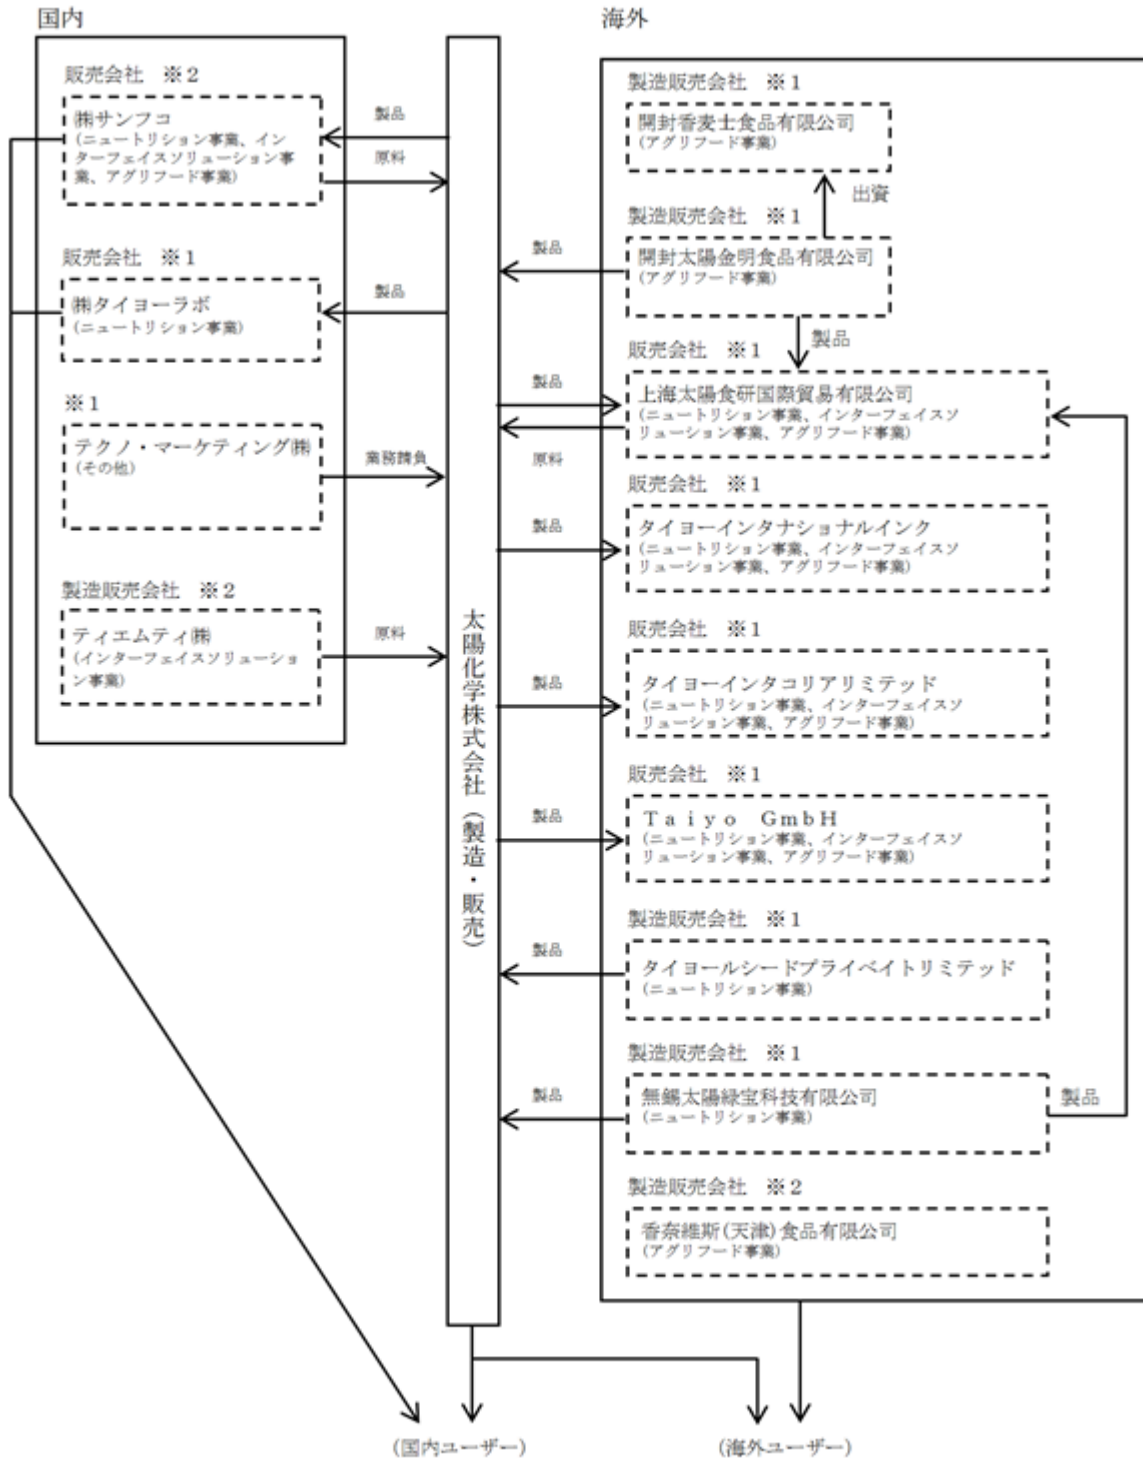 国内
販売会社　※2
㈱サンフコ
(ニュートリション事業、イン
ターフェイスソリューション事
業、アグリフード事業)
製品
原料
販売会社　※1
㈱タイヨーラボ
(ニュートリション事業)
製品
※1
テクノ・マーケティング㈱
(その他)
業務請負
製造販売会社　※2
ティエムティ㈱
(インターフェイスソリューショ
ン事業)
原料
太陽化学株式会社(製造・販売)
海外
製造販売会社　※1
開封香麦士食品有限公司
(アグリフード事業)
出資
製造販売会社　※1
開封太陽金明食品有限公司
(アグリフード事業)
製品
製品
販売会社　※1
上海太陽食研国際貿易有限公司
(ニュートリション事業、インターフェイスソ
リューション事業、アグリフード事業)
製品
原料
販売会社　※1
タイヨーインタナショナルインク
(ニュートリション事業、インターフェイスソ
リューション事業、アグリフード事業)
製品
販売会社　※1
タイヨーインタコリアリミテッド
(ニュートリション事業、インターフェイスソ
リューション事業、アグリフード事業)
製品
販売会社　※1
Ｔａｉｙｏ　ＧｍｂＨ
(ニュートリション事業、インターフェイスソ
リューション事業、アグリフード事業)
製品
製造販売会社　※1
タイヨールシードプライベイトリミテッド
(ニュートリション事業)
製品
製造販売会社　※1
無錫太陽緑宝科技有限公司
(ニュートリション事業)
製品
製品
製造販売会社　※2
香奈維斯(天津)食品有限公司
(アグリフード事業)
(国内ユーザー)
(海外ユーザー)